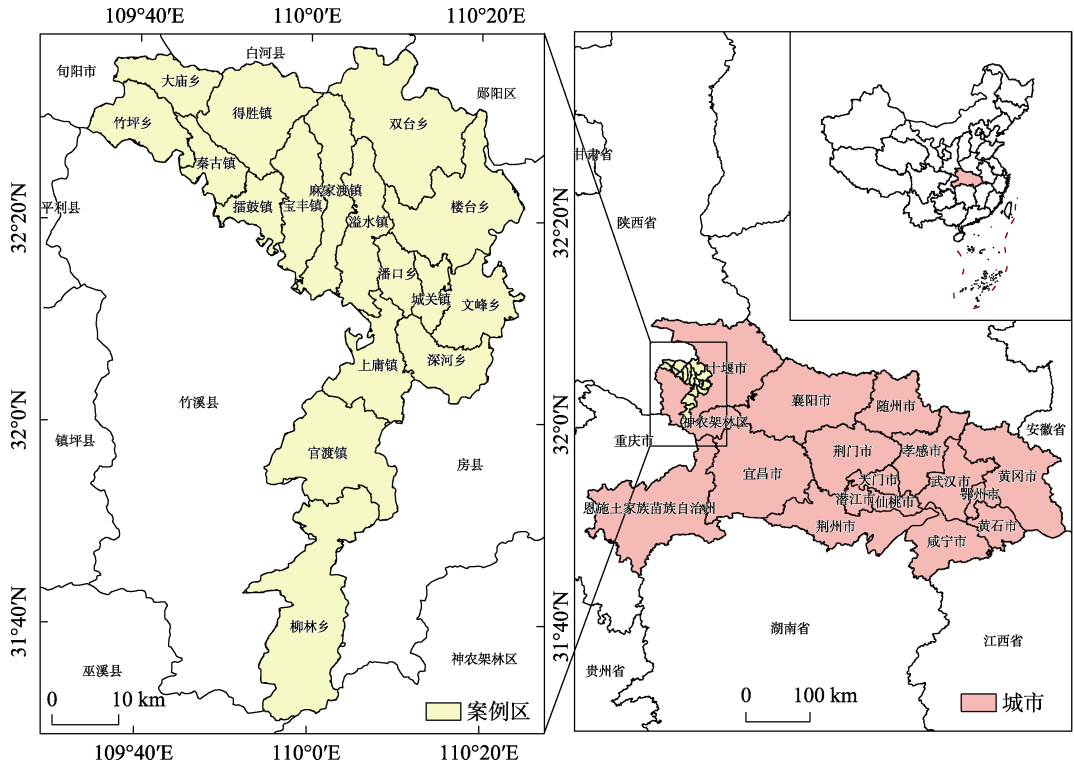 109°40′E
110°0′E
110°20′E
白河县
旬阳市
大庙乡
郧阳区
得胜镇
竹坪乡
双台乡
秦古镇
麻家渡镇
擂鼓镇
宝丰镇
楼台乡
平利县
溢水镇
潘口乡
城关镇
文峰乡
上庸镇
深河乡
竹溪县
镇坪县
官渡镇
房县
柳林乡
巫溪县
神农架林区
0
10 km
案例区
32°20′N
32°0′N
31°40′N
109°40′E
110°0′E
110°20′E
甘肃省
陕西省
十堰市
襄阳市
随州市
神农架林区
安徽省
重庆市
荆门市
孝感市
宜昌市
天门市
武汉市
黄冈市
鄂州市
潜江市
仙桃市
恩施土家族苗族自治州
荆州市
黄石市
咸宁市
湖南省
江西省
贵州省
0
100 km
城市
32°20′N
32°0′N
31°40′N